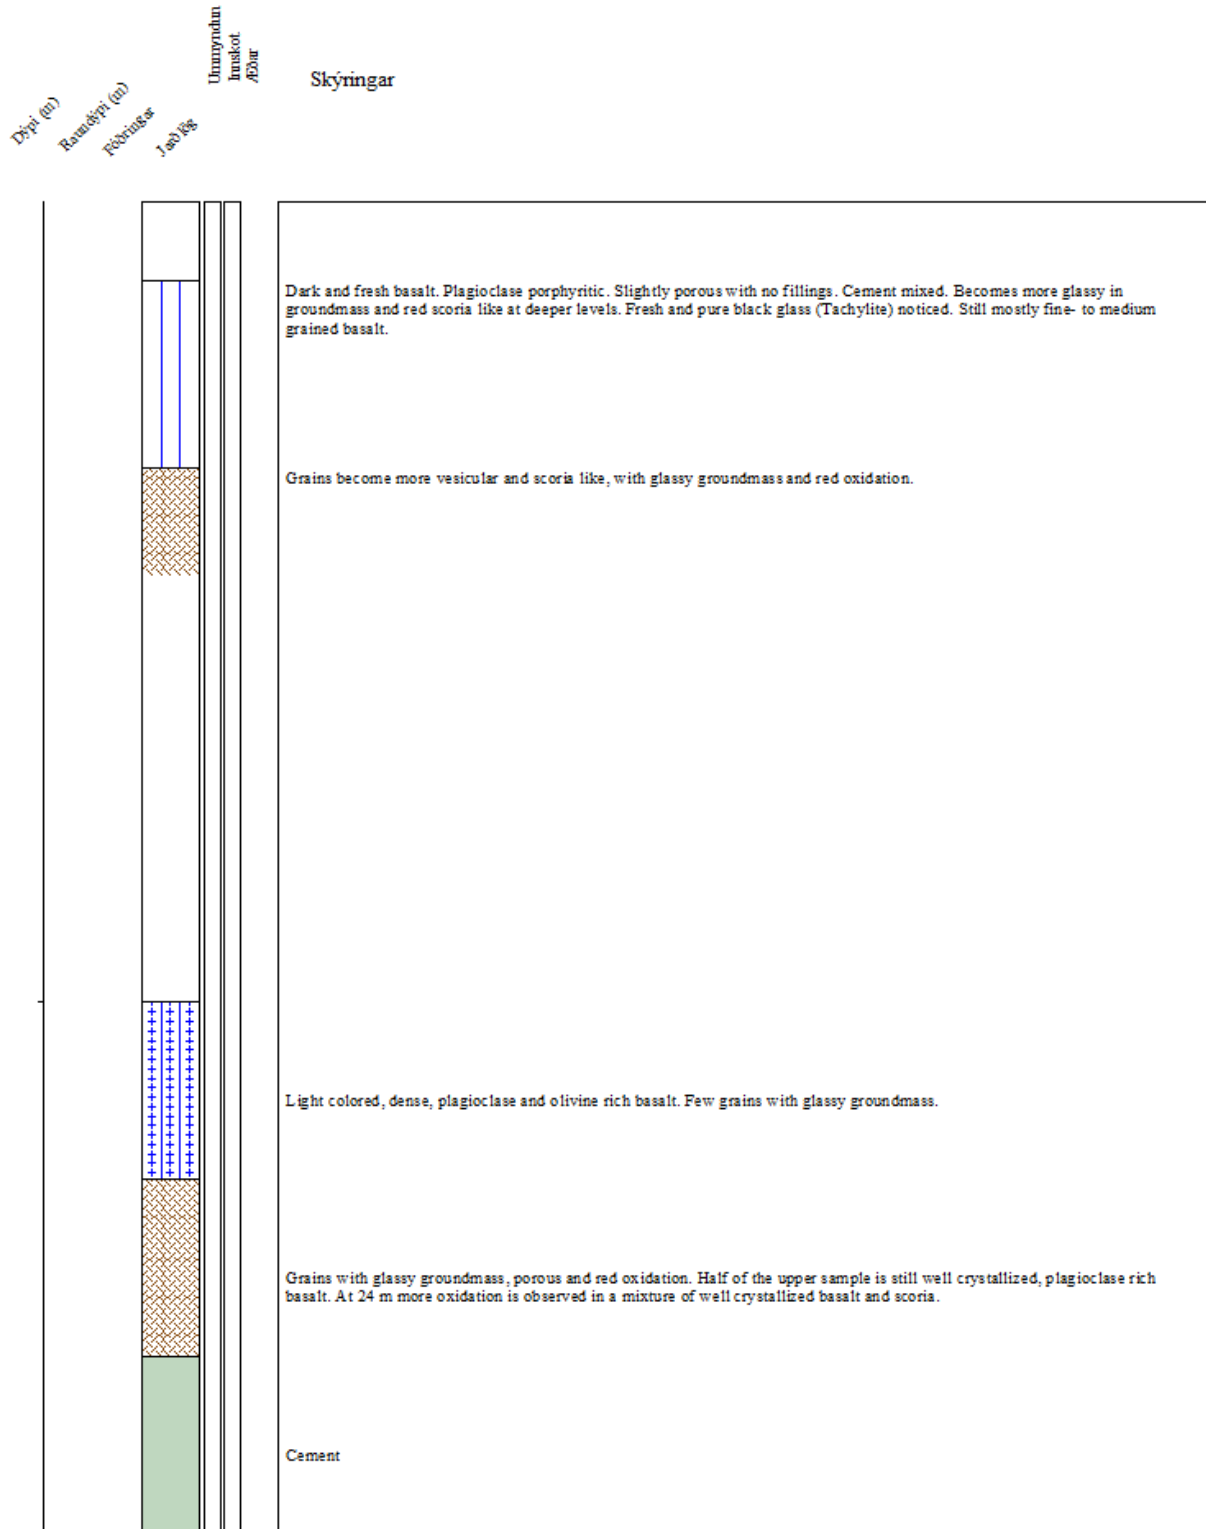 Dýpi (m)
Raundýpi (m)
Fóðringar
Jarðlög
Ummyndun
Innskot
Æðar
Skýringar
Dark and fresh basalt. Plagioclase porphyritic. Slightly porous with no fillings. Cement mixed. Becomes more glassy in
groundmass and red scoria like at deeper levels. Fresh and pure black glass (Tachylite) noticed. Still mostly fine- to medium
grained basalt.
Grains become more vesicular and scoria like, with glassy groundmass and red oxidation.
Light colored, dense, plagioclase and olivine rich basalt. Few grains with glassy groundmass.
Grains with glassy groundmass, porous and red oxidation. Half of the upper sample is still well crystallized, plagioclase rich
basalt. At 24 m more oxidation is observed in a mixture of well crystallized basalt and scoria.
Cement